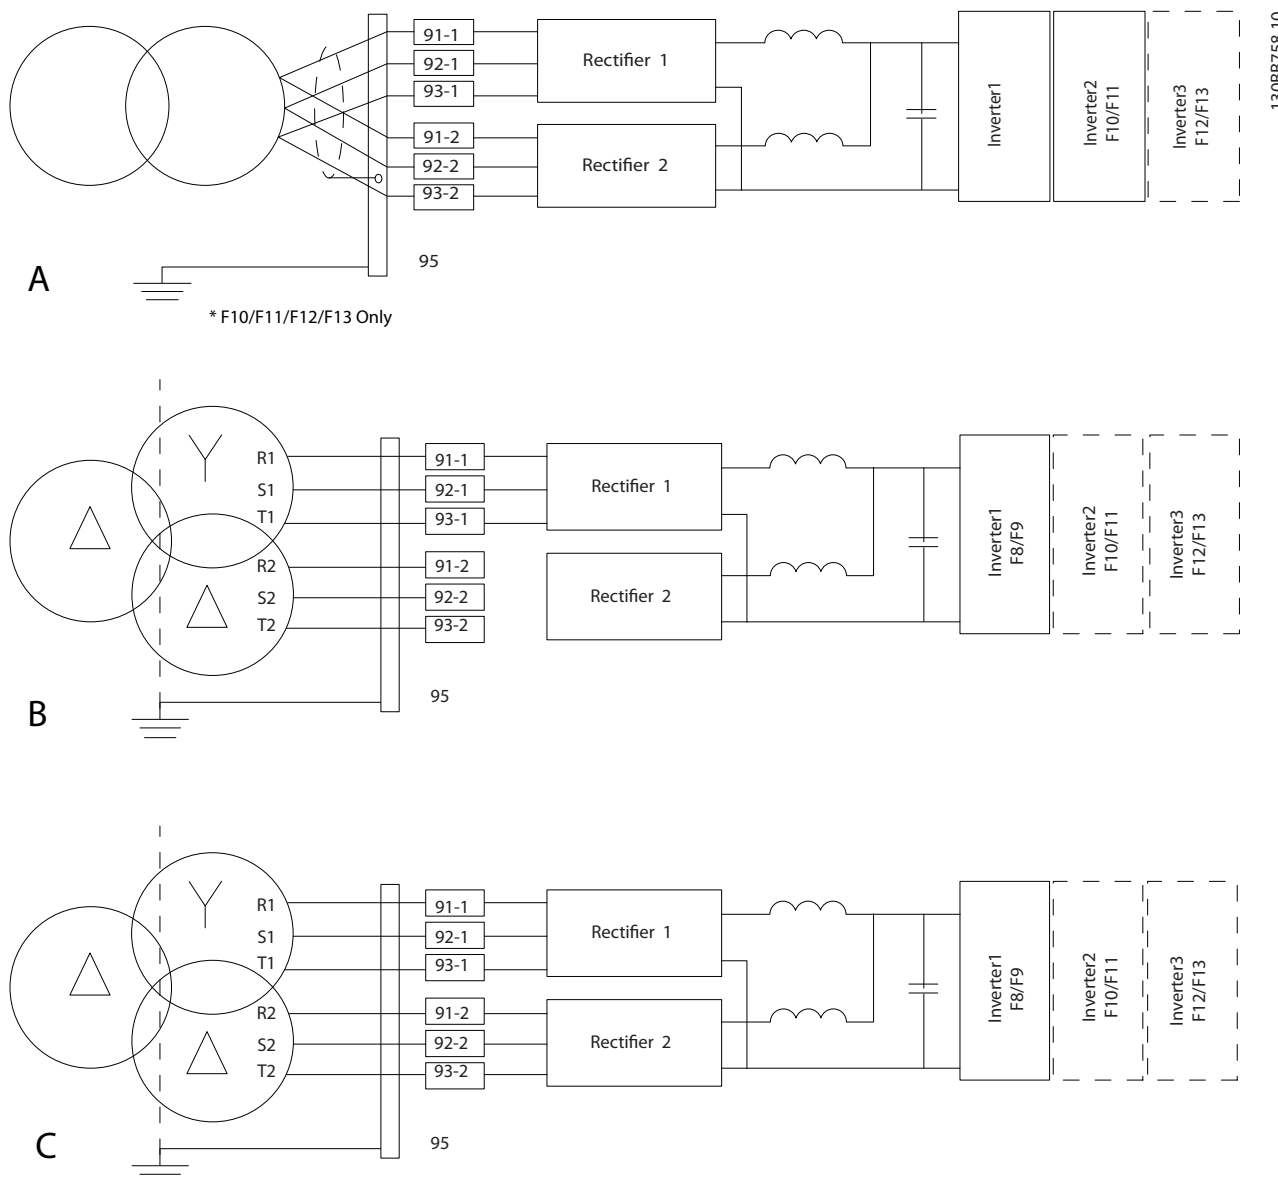 91-1
92-1
93-1
91-2
92-2
93-2
Rectifier 1
Rectifier 2
Inverter1
Inverter2
F10/F11
Inverter3
F12/F13
130BB758.10
95
A
* F10/F11/F12/F13 Only
R1
S1
T1
R2
S2
T2
91-1
92-1
93-1
91-2
92-2
93-2
Rectifier 1
Rectifier 2
Inverter1
F8/F9
Inverter2
F10/F11
Inverter3
F12/F13
95
B
R1
S1
T1
R2
S2
T2
91-1
92-1
93-1
91-2
92-2
93-2
Rectifier 1
Rectifier 2
Inverter1
F8/F9
Inverter2
F10/F11
Inverter3
F12/F13
95
C